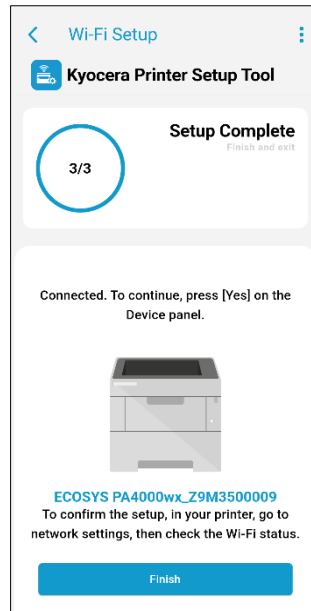 Wi-Fi Setup
Kyocera Printer Setup Tool
Setup Complete
Finish and exit
3/3
Connected. To continue, press [Yes] on the
Device panel.
ECOSYS PA4000wx_Z9M3500009
To confirm the setup, in your printer, go to
network settings, then check the Wi-Fi status.
Finish